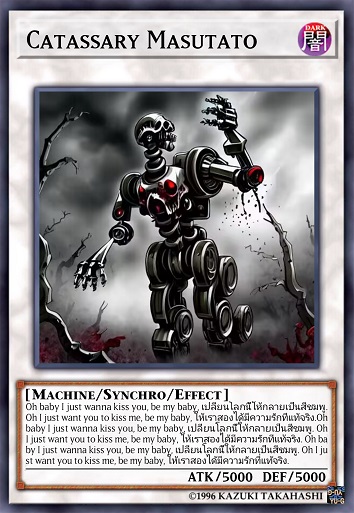 Catassary Masutato
DARK
闇
[Machine/Synchro/Effect]
Oh baby I just wanna kiss you, be my baby, เปลี่ยนโลกนี้ให้กลายเป็นสีชมพู.
Oh I just want you to kiss me, be my baby, ให้เราสองได้มีความรักที่แท้จริง.Oh
baby I just wanna kiss you, be my baby, เปลี่ยนโลกนี้ให้กลายเป็นสีชมพู. Oh
I just want you to kiss me, be my baby, ให้เราสองได้มีความรักที่แท้จริง. Oh ba
by I just wanna kiss you, be my baby, เปลี่ยนโลกนี้ให้กลายเป็นสีชมพู. Oh I ju
st want you to kiss me, be my baby, ให้เราสองได้มีความรักที่แท้จริง.
ATK/5000 DEF/5000
©1996 KAZUKI TAKAHASHI